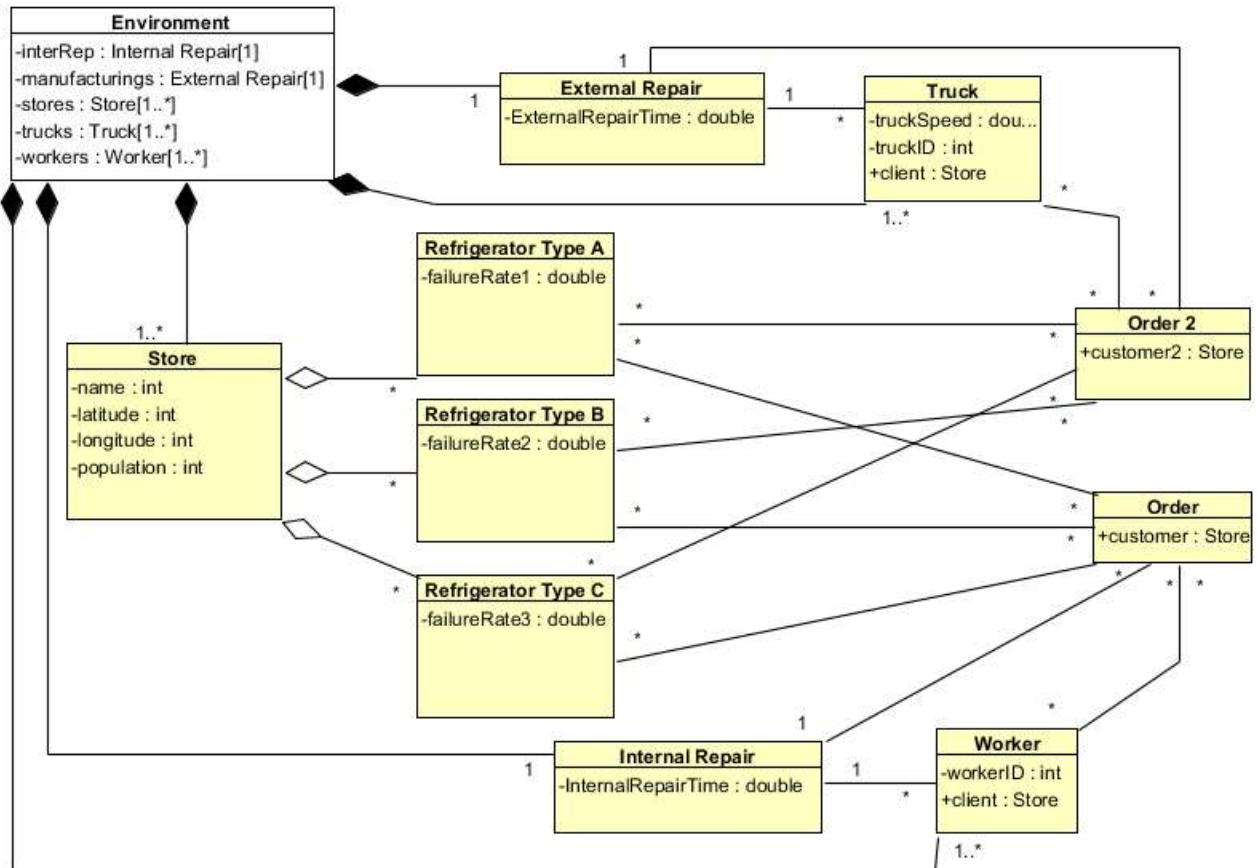 Environment
-interRep : Internal Repair[1]
-manufacturings : External Repair[1]
-stores : Store[1..*]
-trucks : Truck[1..*]
-workers : Worker[1..*]
1
1
External Repair
-ExternalRepairTime : double
1
*
Truck
-truckSpeed : dou...
-truckID : int
+client : Store
*
1..*
Refrigerator Type A
-failureRate1 : double
*
*
*
*
*
Order 2
+customer2 : Store
*
*
1..*
Store
-name : int
-latitude : int
-longitude : int
-population : int
*
Refrigerator Type B
-failureRate2 : double
*
*
*
*
Order
+customer : Store
*
*
*
*
*
*
Refrigerator Type C
-failureRate3 : double
*
*
1
*
Internal Repair
-InternalRepairTime : double
1
1
*
Worker
-workerID : int
+client : Store
1..*